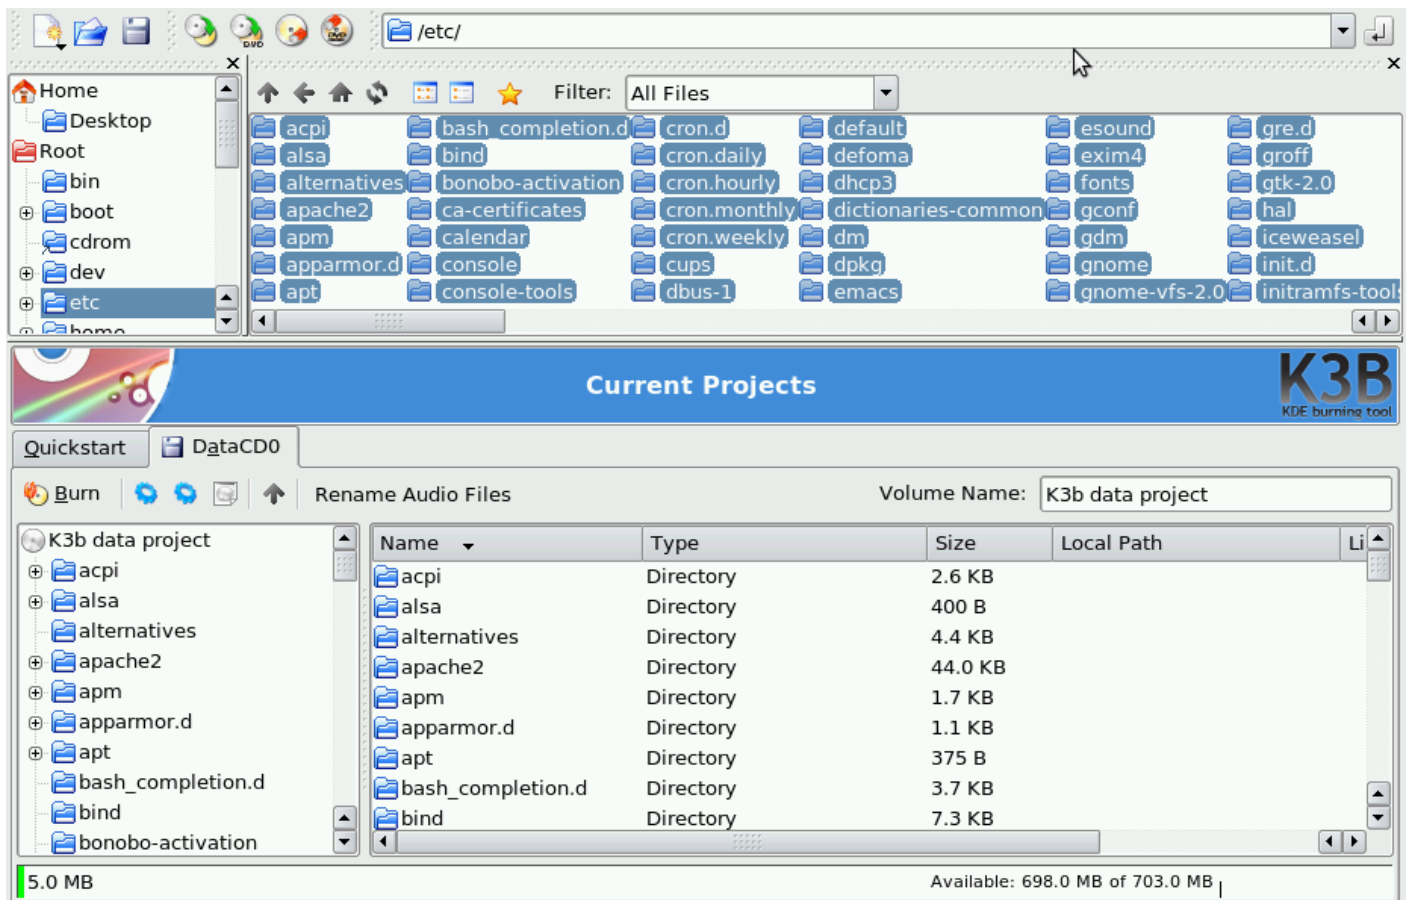 DVD
/etc/
Home
Desktop
Root
bin
boot
cdrom
dev
etc
home
Filter: All Files
acpi bash_completion.d cron.d default esound gre.d
alsa bind cron.daily defoma exim4 groff
alternatives bonobo-activation cron.hourly dhcp3 fonts gtk-2.0
apache2 ca-certificates cron.monthly dictionaries-common gconf hal
apm calendar cron.weekly dm gdm iceweasel
apparmor.d console cups dpkg gnome init.d
apt console-tools dbus-1 emacs gnome-vfs-2.0 initramfs-tools
Current Projects
K3B
KDE burning tool
Quickstart DataCD0
Burn Rename Audio Files Volume Name: K3b data project
K3b data project
acpi
alsa
alternatives
apache2
apm
apparmor.d
apt
bash_completion.d
bind
bonobo-activation
Name Type Size Local Path Li
acpi Directory 2.6 KB
alsa Directory 400 B
alternatives Directory 4.4 KB
apache2 Directory 44.0 KB
apm Directory 1.7 KB
apparmor.d Directory 1.1 KB
apt Directory 375 B
bash_completion.d Directory 3.7 KB
bind Directory 7.3 KB
5.0 MB Available: 698.0 MB of 703.0 MB